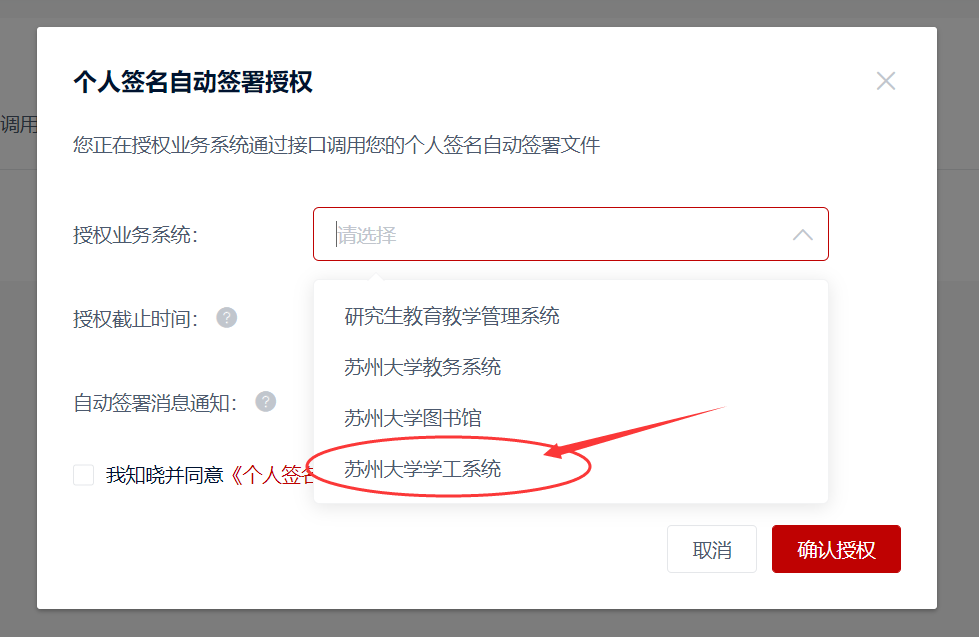 个人签名自动签署授权
调用
您正在授权业务系统通过接口调用您的个人签名自动签署文件
授权业务系统：
请选择
授权截止时间：
?
研究生教育教学管理系统
苏州大学教务系统
自动签署消息通知：
?
苏州大学图书馆
苏州大学学工系统
我知晓并同意《个人签名
取消
确认授权